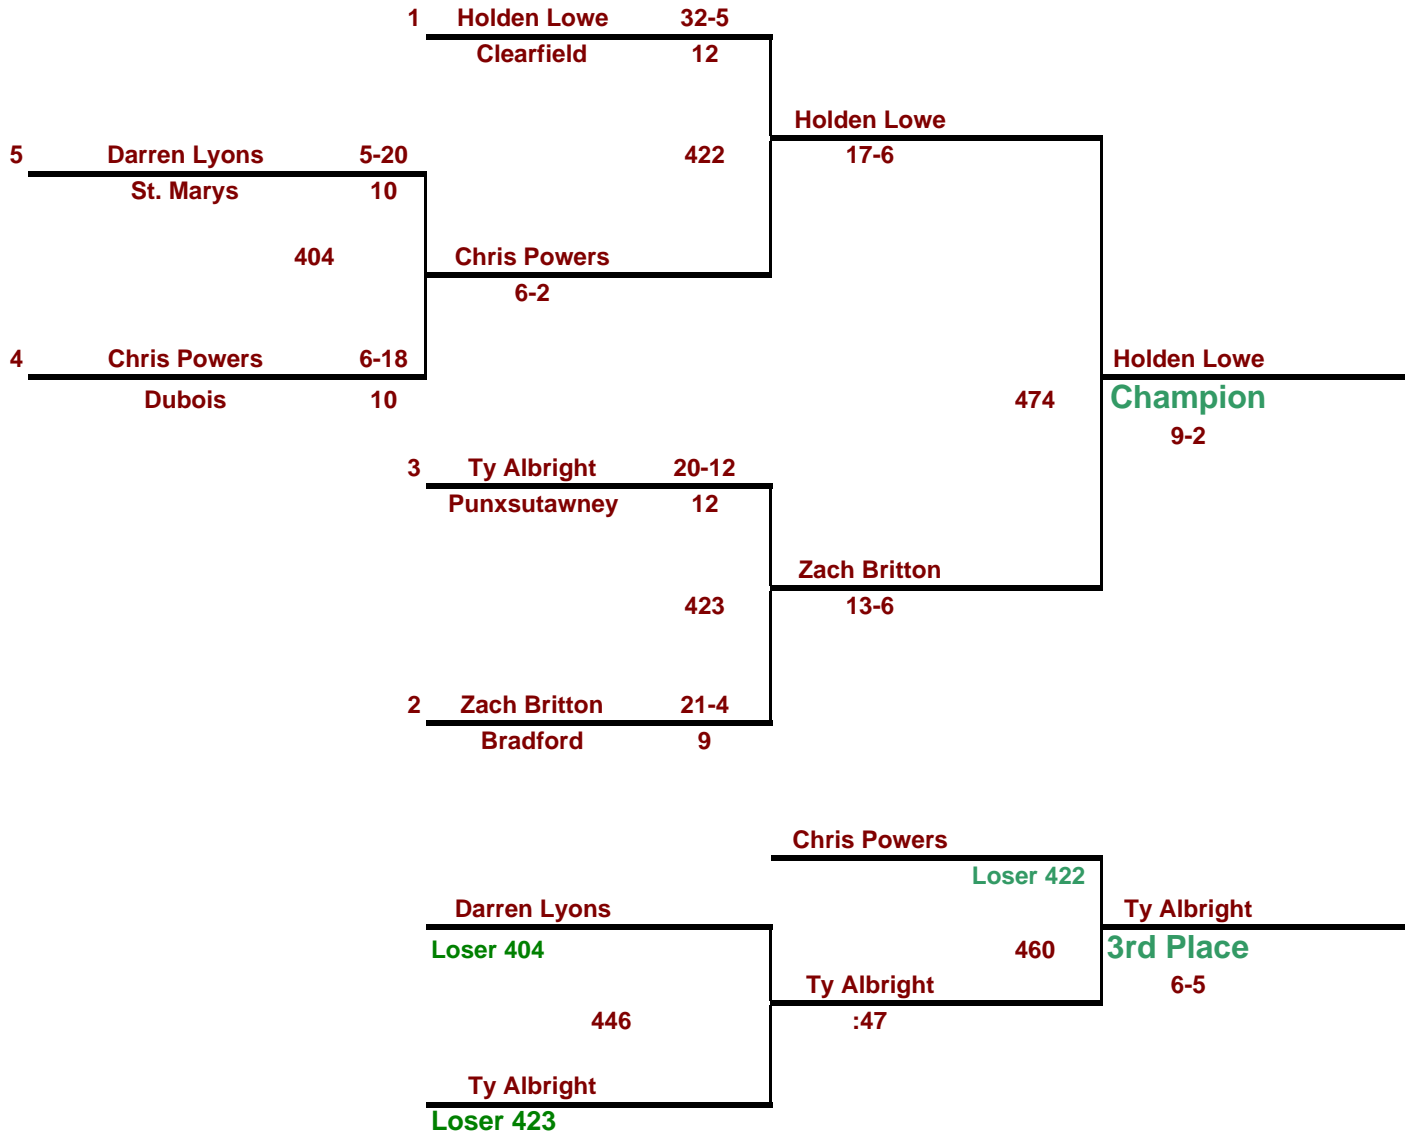 1 Holden Lowe 32-5
Clearfield 12
Holden Lowe
5 Darren Lyons 5-20 422 17-6
St. Marys 10
404 Chris Powers
6-2
4 Chris Powers 6-18 Holden Lowe
Dubois 10 474 Champion
9-2
3 Ty Albright 20-12
Punxsutawney 12
Zach Britton
423 13-6
2 Zach Britton 21-4
Bradford 9
Chris Powers
Loser 422
Darren Lyons Ty Albright
Loser 404 460 3rd Place
Ty Albright 6-5
446 :47
Ty Albright
Loser 423